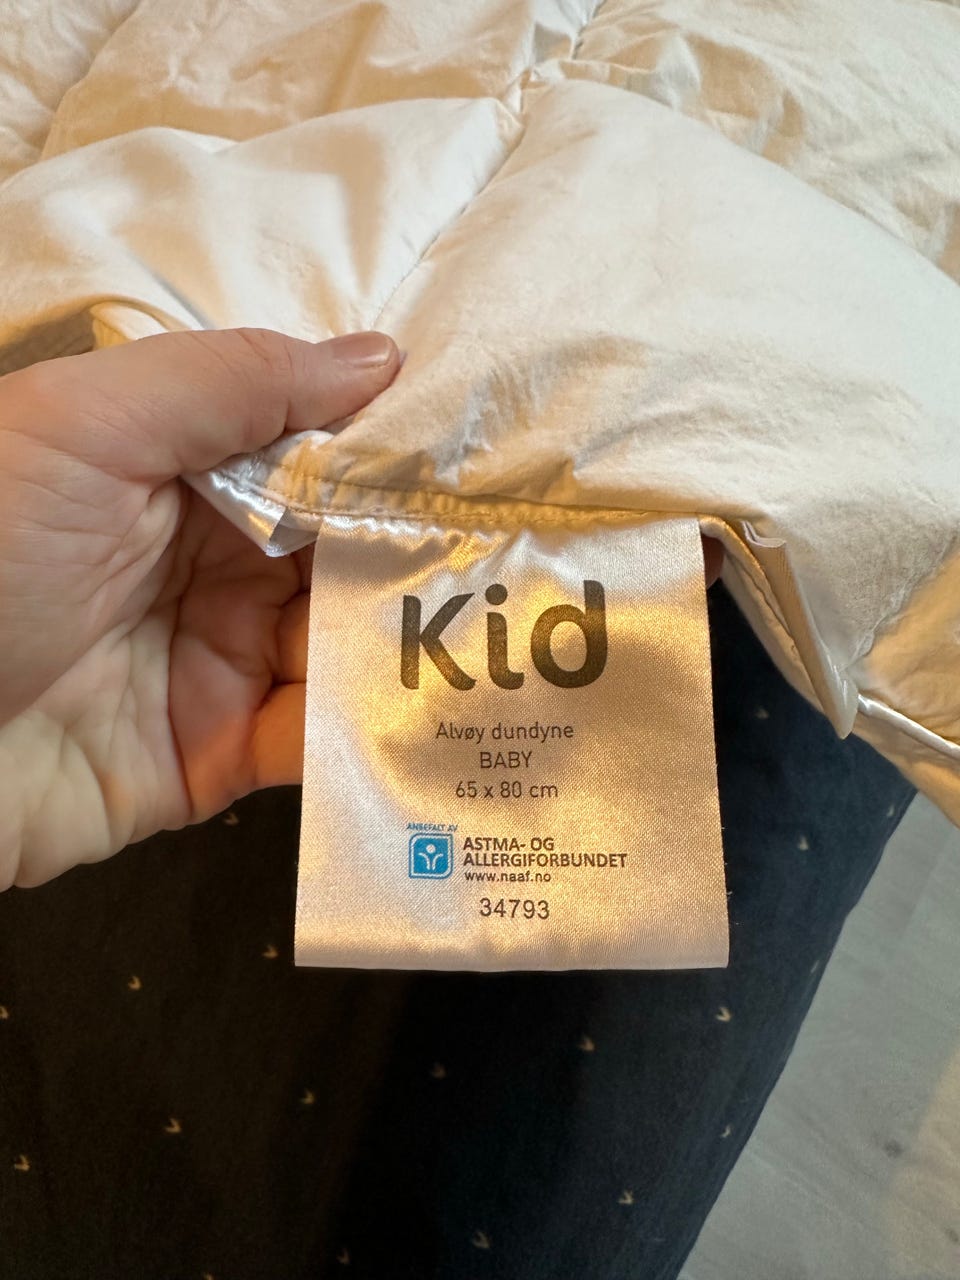 Kid
Alvøy dundyne
BABY
65 x 80 cm
ANBEFALT AV
ASTMA- OG
ALLERGIFORBUNDET
www.naaf.no
34793